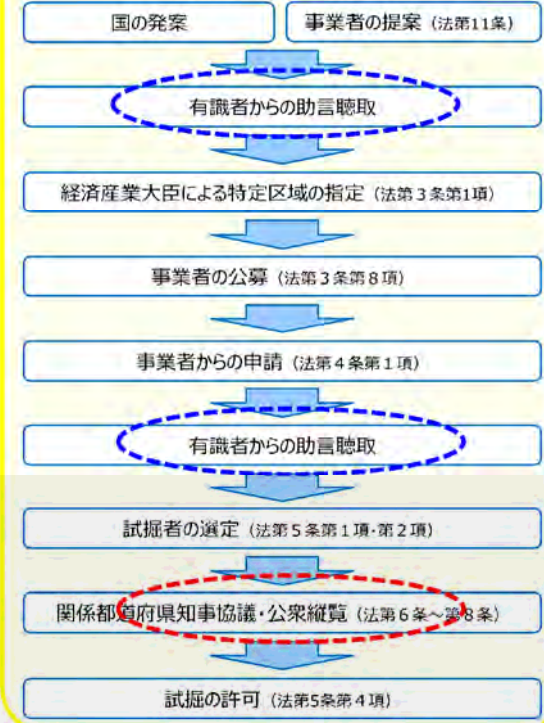 国の発案
事業者の提案(法第11条)
有識者からの助言聴取
経済産業大臣による特定区域の指定(法第3条第1項)
事業者の公募(法第3条第8項)
事業者からの申請(法第4条第1項)
有識者からの助言聴取
試掘者の選定(法第5条第1項・第2項)
関係都道府県知事協議・公衆縦覧(法第6条~第8条)
試掘の許可(法第5条第4項)